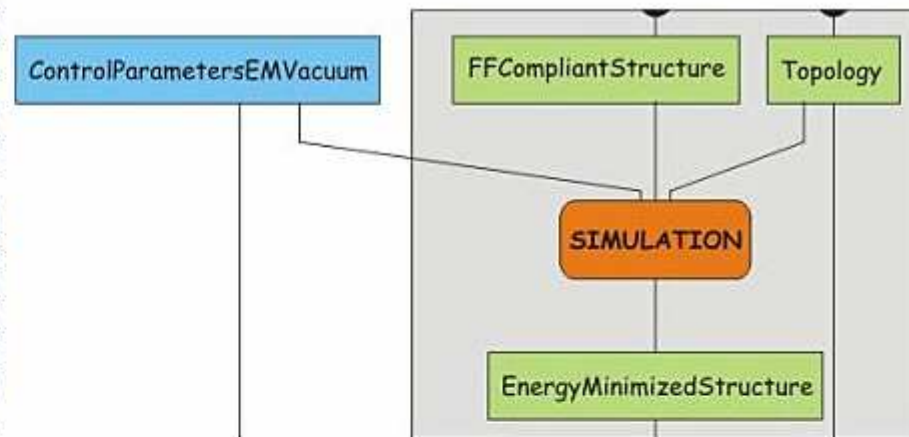 ControlParametersEMVacuum
FFCompliantStructure
Topology
SIMULATION
EnergyMinimizedStructure